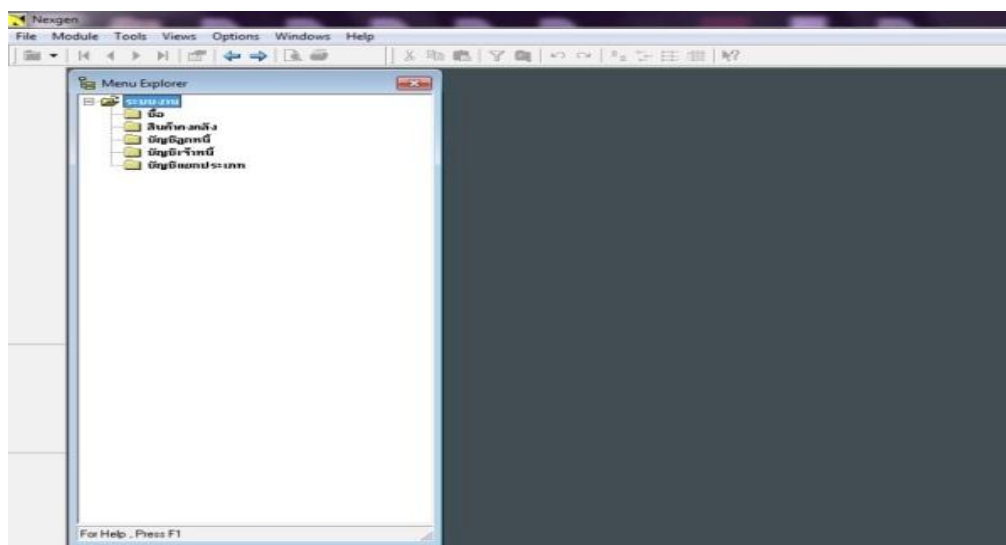 Nexgen
File Module Tools Views Options Windows Help
Menu Explorer
ระบบงาน
ซื้อ
สินค้าคงคลัง
บัญชีลูกหนี้
บัญชีเจ้าหนี้
บัญชีแยกประเภท
For Help , Press F1